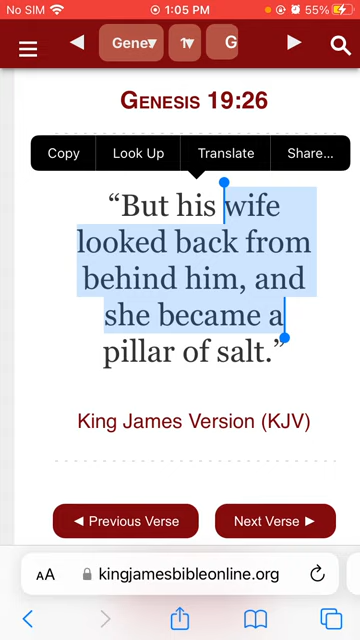 No SIM 1:05 PM 55%
Gene 1 G
GENESIS 19:26
Copy Look Up Translate Share...
“But his wife
looked back from
behind him, and
she became a
pillar of salt.”
King James Version (KJV)
◄ Previous Verse Next Verse ►
AA kingjamesbibleonline.org